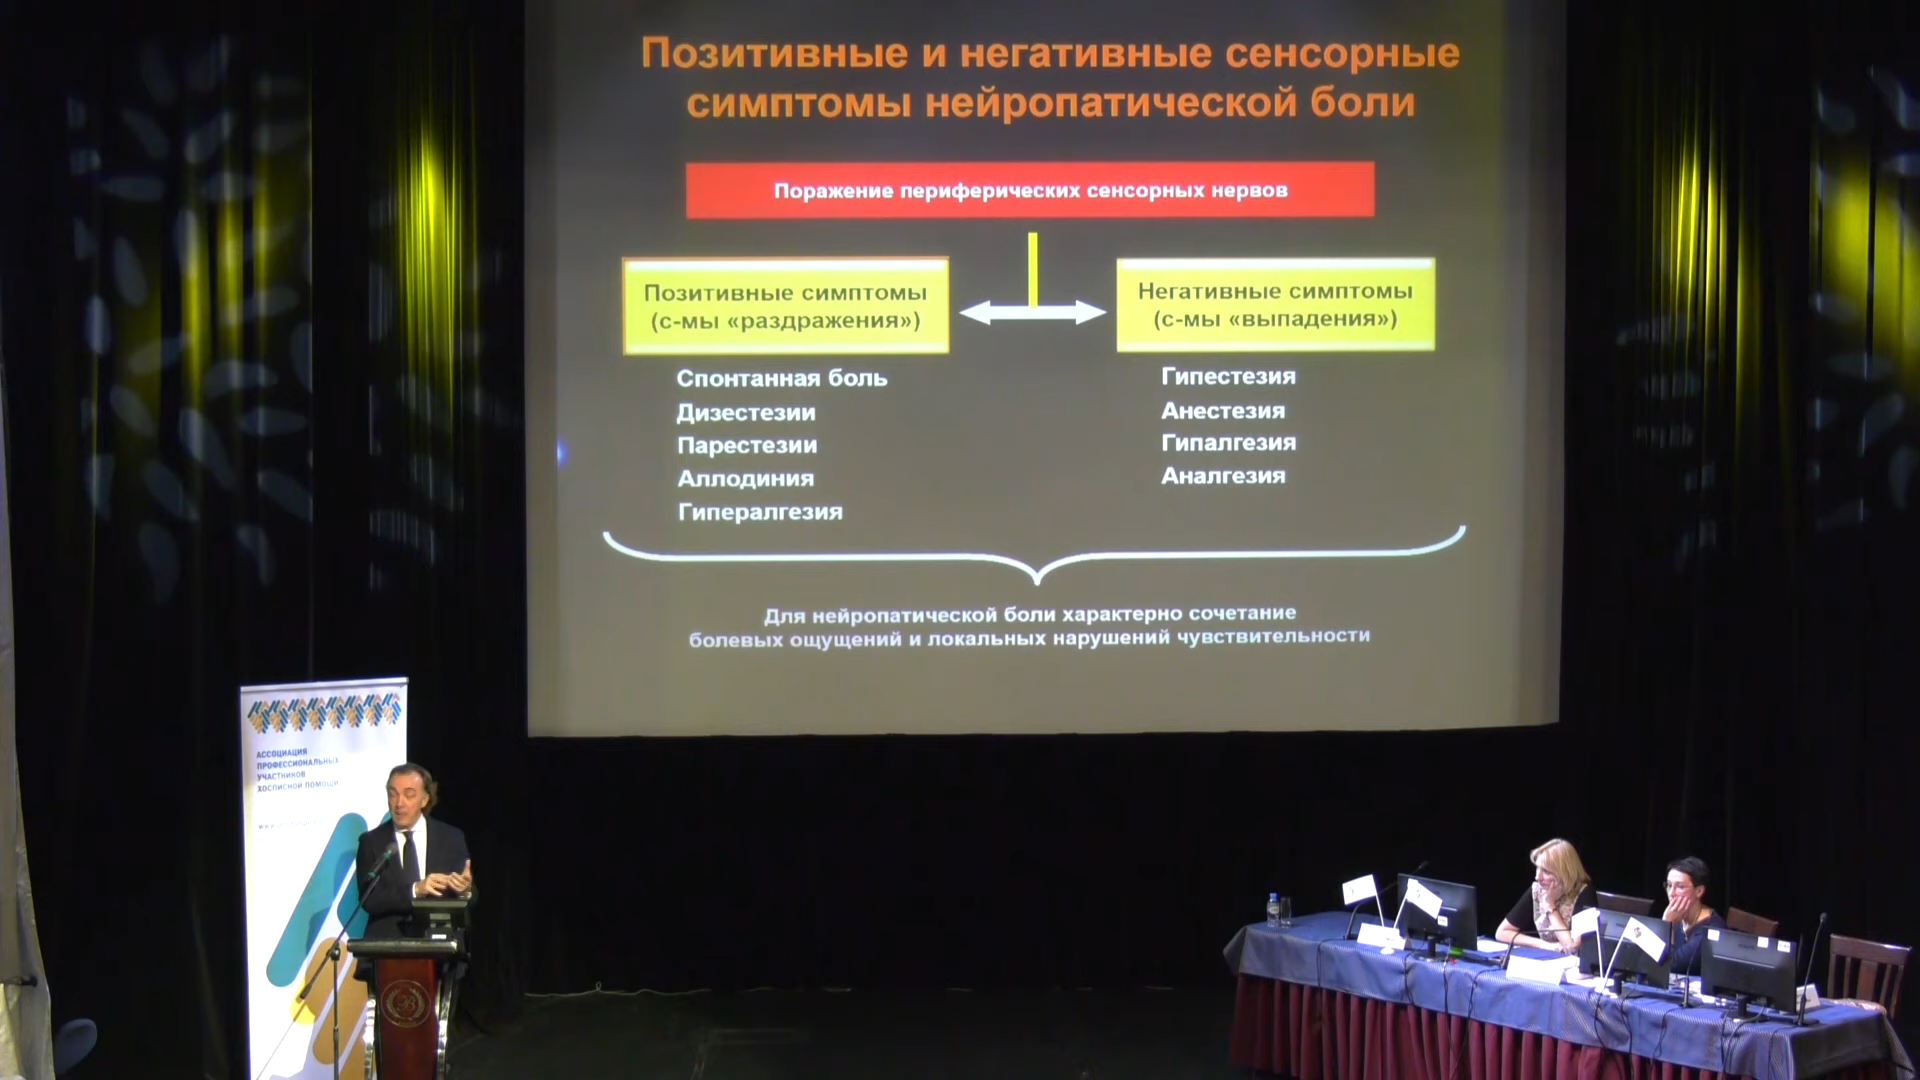 Позитивные и негативные сенсорные
симптомы нейропатической боли
Поражение периферических сенсорных нервов
Позитивные симптомы
(с-мы «раздражения»)
Негативные симптомы
(с-мы «выпадения»)
Спонтанная боль
Дизестезии
Парестезии
Аллодиния
Гипералгезия
Гипестезия
Анестезия
Гипалгезия
Аналгезия
Для нейропатической боли характерно сочетание
болевых ощущений и локальных нарушений чувствительности
АССОЦИАЦИЯ
ПРОФЕССИОНАЛЬНЫХ
УЧАСТНИКОВ
ХОСПИСНОЙ ПОМОЩИ